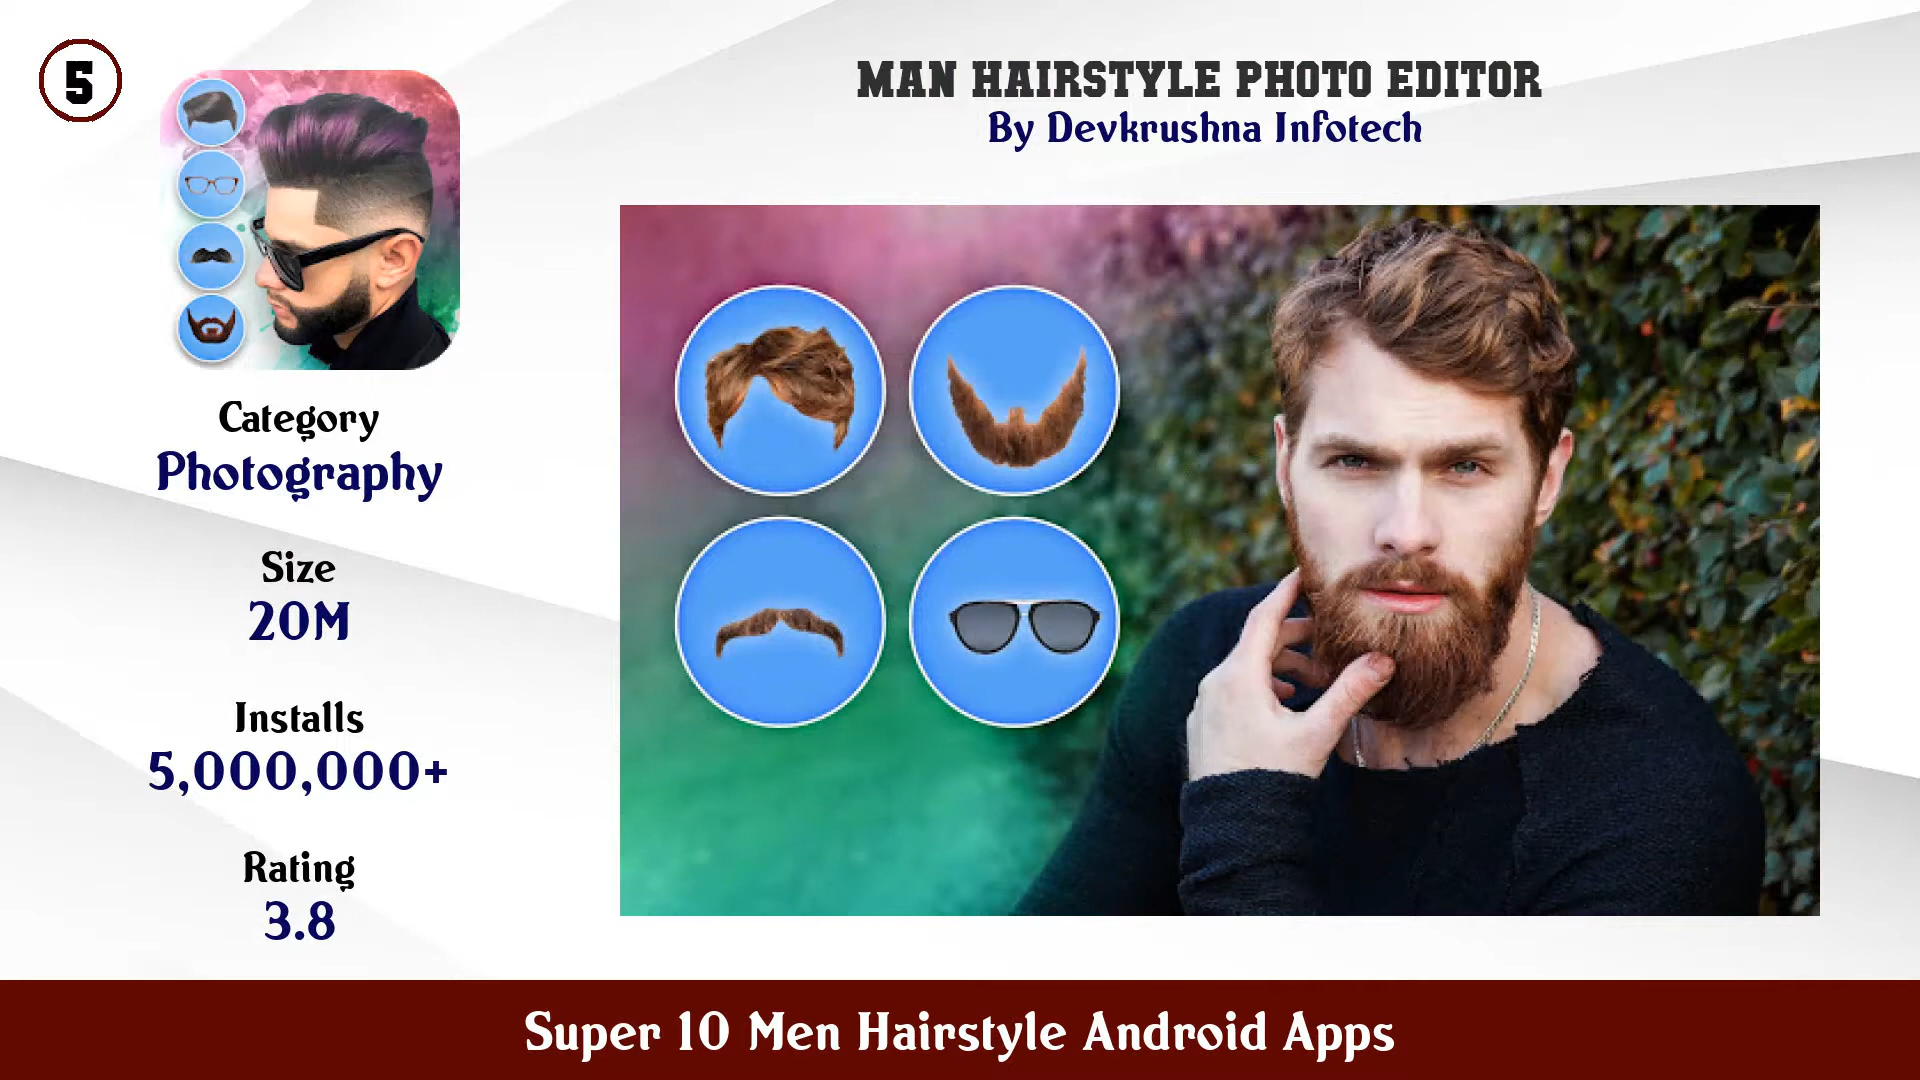 5
MAN HAIRSTYLE PHOTO EDITOR
By Devkrushna Infotech
Category
Photography
Size
20M
Installs
5,000,000+
Rating
3.8
Super 10 Men Hairstyle Android Apps